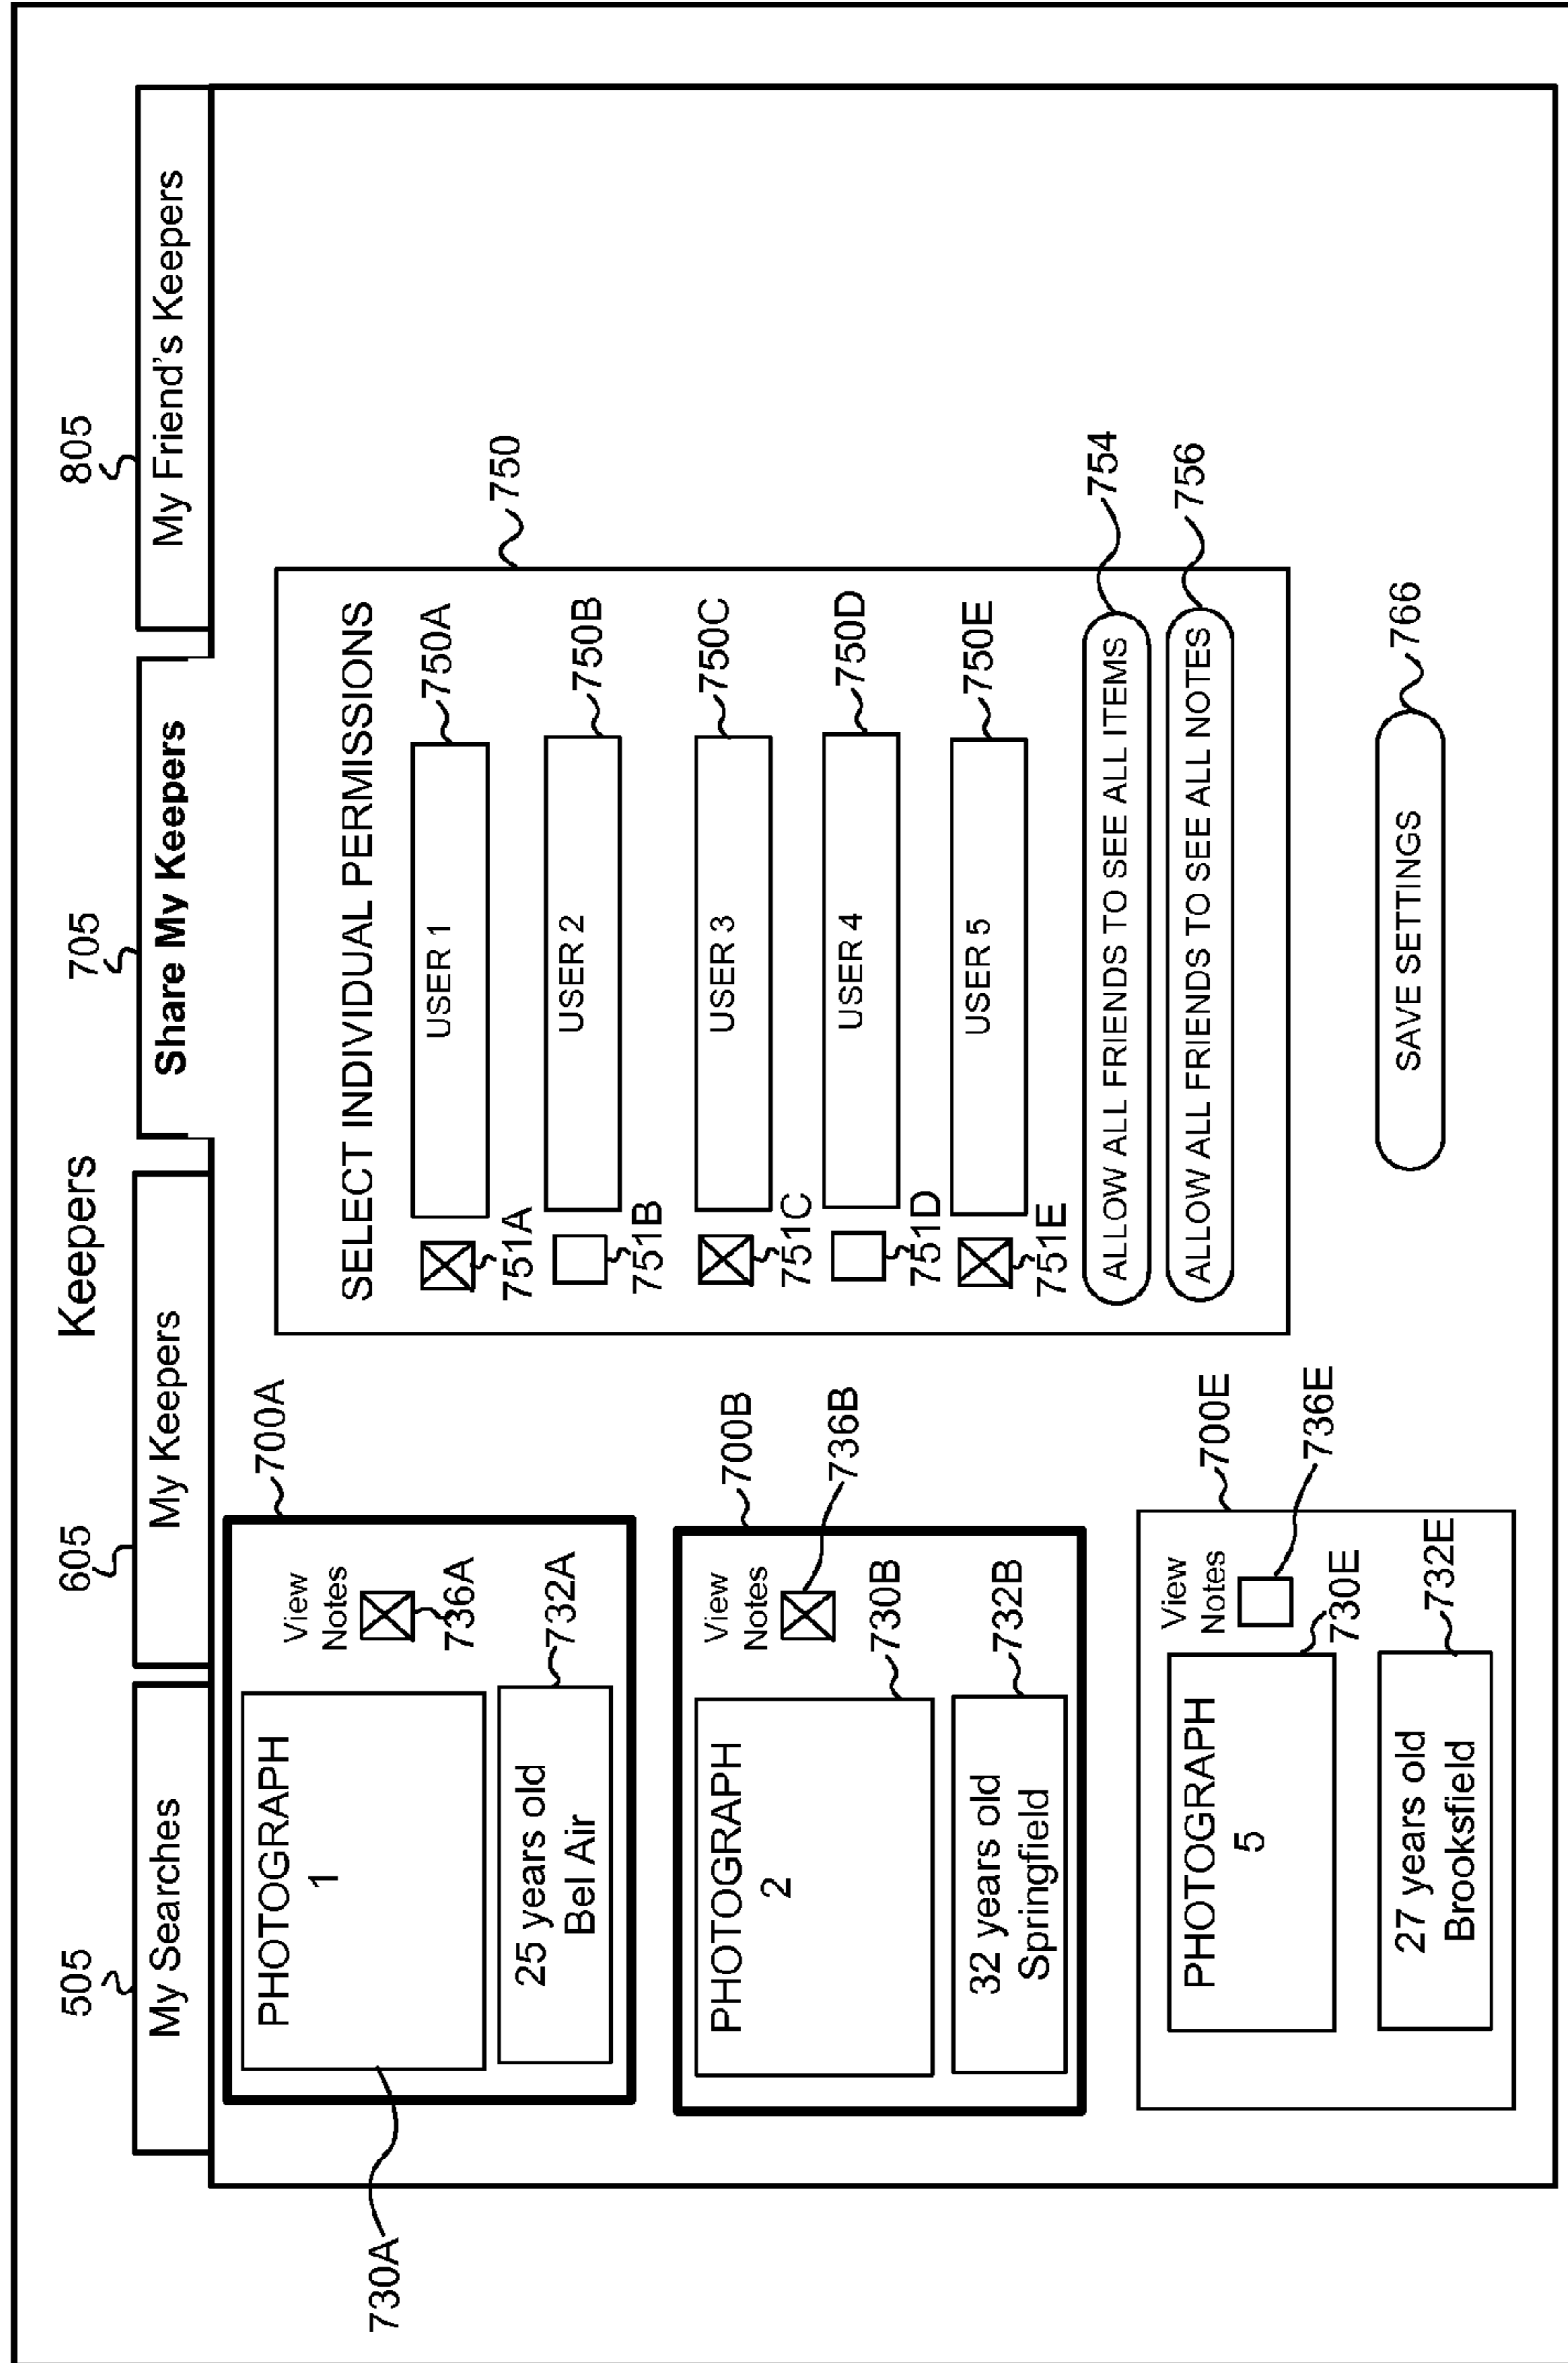 Keepers
505
605
705
805
My Searches
My Keepers
Share My Keepers
My Friend's Keepers
700A
PHOTOGRAPH
1
View
Notes
736A
730A
25 years old
Bel Air
732A
700B
PHOTOGRAPH
2
View
Notes
736B
730B
32 years old
Springfield
732B
700E
PHOTOGRAPH
5
View
Notes
736E
730E
27 years old
Brooksfield
732E
SELECT INDIVIDUAL PERMISSIONS
750
USER 1
750A
751A
USER 2
750B
751B
USER 3
750C
751C
USER 4
750D
751D
USER 5
750E
751E
ALLOW ALL FRIENDS TO SEE ALL ITEMS
754
ALLOW ALL FRIENDS TO SEE ALL NOTES
756
SAVE SETTINGS
766